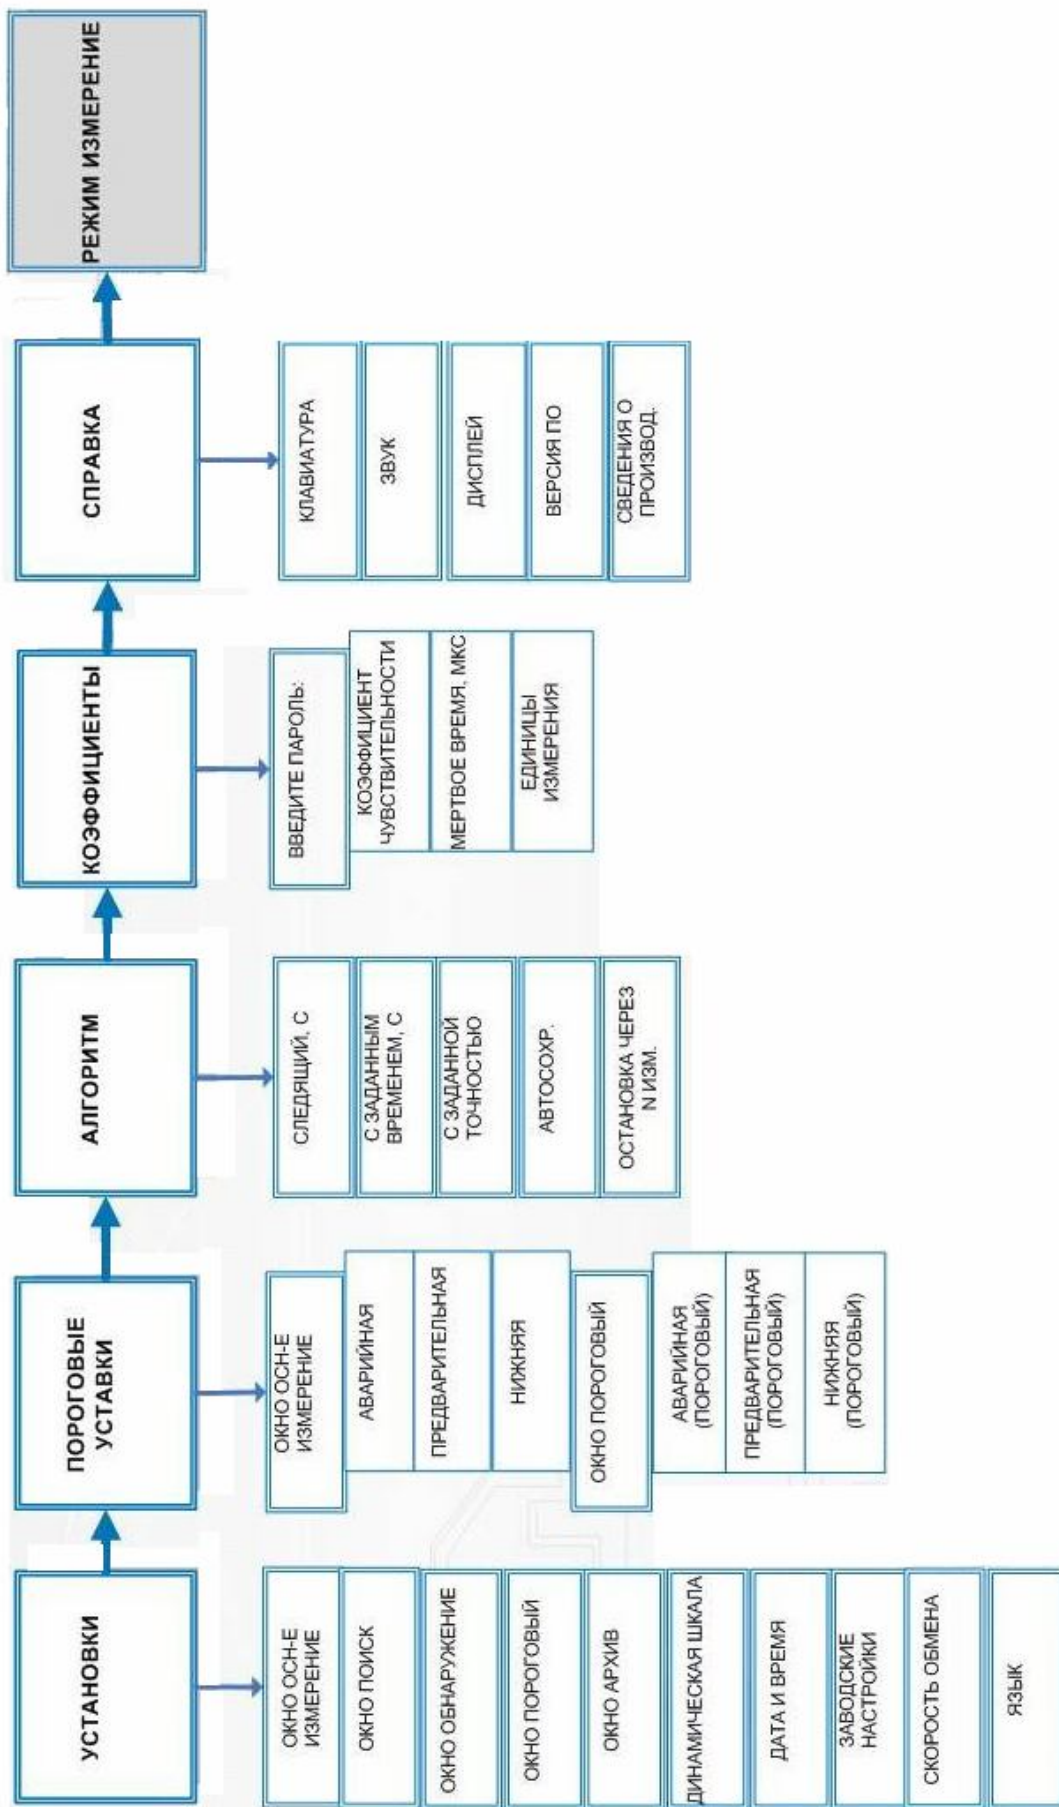 УСТАНОВКИ
ОКНО ОСН-Е
ИЗМЕРЕНИЕ
ОКНО ПОИСК
ОКНО ОБНАРУЖЕНИЕ
ОКНО ПОРОГОВЫЙ
ОКНО АРХИВ
ДИНАМИЧЕСКАЯ ШКАЛА
ДАТА И ВРЕМЯ
ЗАВОДСКИЕ
НАСТРОЙКИ
СКОРОСТЬ ОБМЕНА
ЯЗЫК
ПОРОГОВЫЕ
УСТАВКИ
ОКНО ОСН-Е
ИЗМЕРЕНИЕ
АВАРИЙНАЯ
ПРЕДВАРИТЕЛЬНАЯ
НИЖНЯЯ
ОКНО ПОРОГОВЫЙ
АВАРИЙНАЯ
(ПОРОГОВЫЙ)
ПРЕДВАРИТЕЛЬНАЯ
(ПОРОГОВЫЙ)
НИЖНЯЯ
(ПОРОГОВЫЙ)
АЛГОРИТМ
СЛЕДЯЩИЙ, С
С ЗАДАННЫМ
ВРЕМЕНЕМ, С
С ЗАДАННОЙ
ТОЧНОСТЬЮ
АВТОСОХР.
ОСТАНОВКА ЧЕРЕЗ
N ИЗМ.
КОЭФФИЦИЕНТЫ
ВВЕДИТЕ ПАРОЛЬ:
КОЭФФИЦИЕНТ
ЧУВСТВИТЕЛЬНОСТИ
МЕРТВОЕ ВРЕМЯ, МКС
ЕДИНИЦЫ
ИЗМЕРЕНИЯ
СПРАВКА
КЛАВИАТУРА
ЗВУК
ДИСПЛЕЙ
ВЕРСИЯ ПО
СВЕДЕНИЯ О
ПРОИЗВОД.
РЕЖИМ ИЗМЕРЕНИЕ